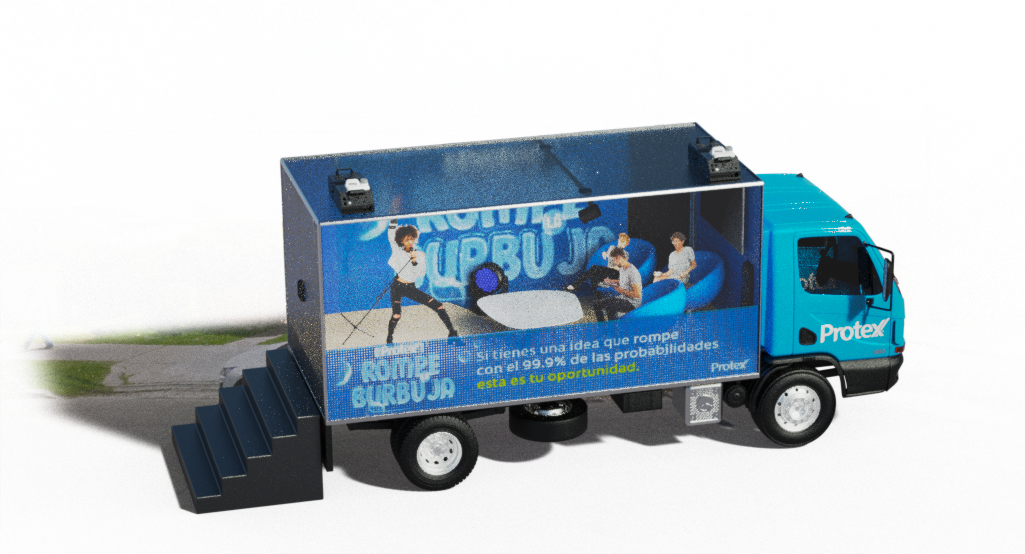 ROMPE
BURBUJA
ROMPE
BURBUJA
Si tienes una idea que rompe
con el 99.9% de las probabilidades
esta es tu oportunidad.
Protex
Protex